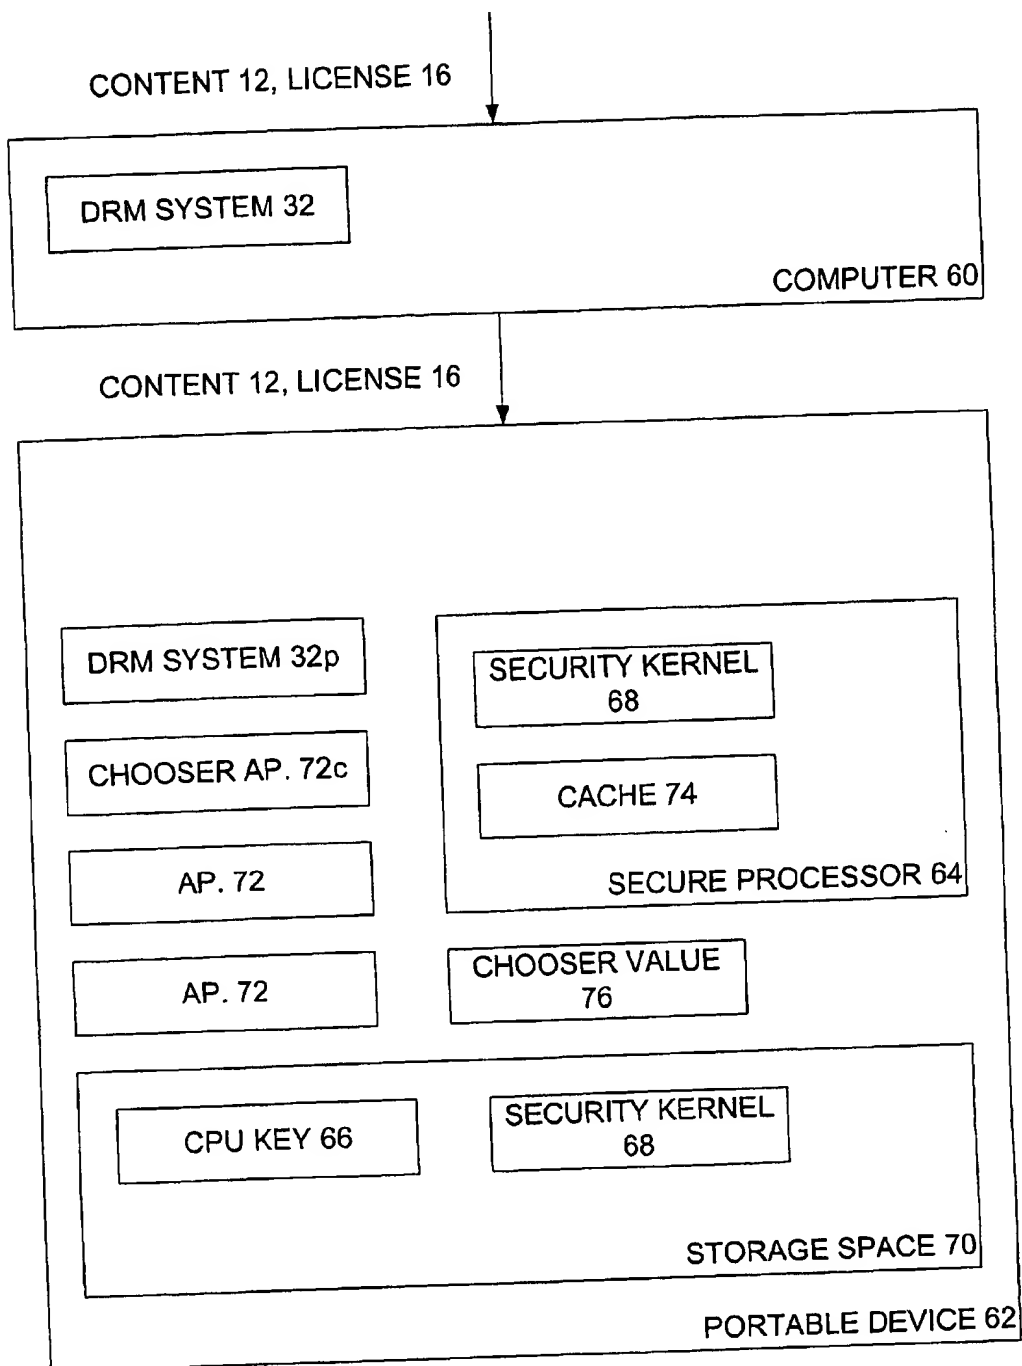 CONTENT 12, LICENSE 16
DRM SYSTEM 32
COMPUTER 60
CONTENT 12, LICENSE 16
DRM SYSTEM 32p
SECURITY KERNEL
68
CHOOSER AP. 72c
CACHE 74
AP. 72
SECURE PROCESSOR 64
AP. 72
CHOOSER VALUE
76
CPU KEY 66
SECURITY KERNEL
68
STORAGE SPACE 70
PORTABLE DEVICE 62